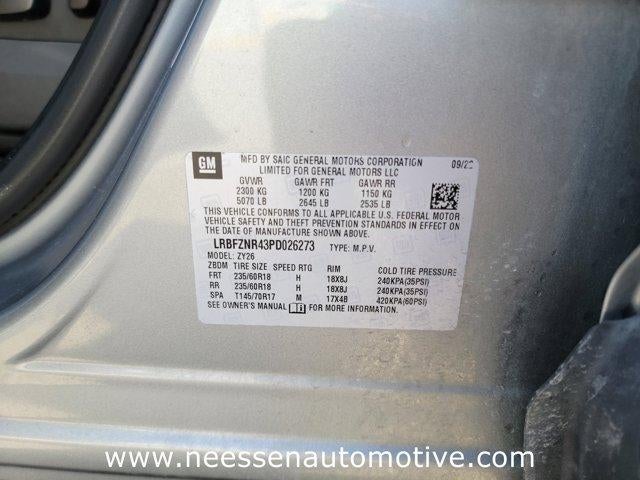 GM
MFD BY SAIC GENERAL MOTORS CORPORATION 09/22
LIMITED FOR GENERAL MOTORS LLC
GVWR GAWR FRT GAWR RR
2300 KG 1200 KG 1150 KG
5070 LB 2645 LB 2535 LB
THIS VEHICLE CONFORMS TO ALL APPLICABLE U.S. FEDERAL MOTOR
VEHICLE SAFETY AND THEFT PREVENTION STANDARDS IN EFFECT ON
THE DATE OF MANUFACTURE SHOWN ABOVE.
LRBFZNR43PD026273 TYPE: M.P.V.
MODEL: ZY26
ZBDM TIRE SIZE SPEED RTG RIM COLD TIRE PRESSURE
FRT 235/60R18 H 18X8J 240KPA(35PSI)
RR 235/60R18 H 18X8J 240KPA(35PSI)
SPA T145/70R17 M 17X4B 420KPA(60PSI)
SEE OWNER'S MANUAL FOR MORE INFORMATION.
www.neessenautomotive.com